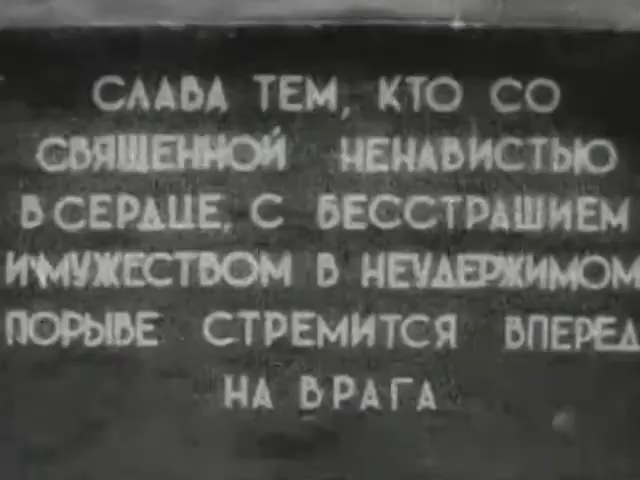 СЛАВА ТЕМ, КТО СО
СВЯЩЕННОЙ НЕНАВИСТЬЮ
В СЕРДЦЕ, С БЕССТРАШИЕМ
И МУЖЕСТВОМ В НЕУДЕРЖИМОМ
ПОРЫВЕ СТРЕМИТСЯ ВПЕРЕД
НА ВРАГА